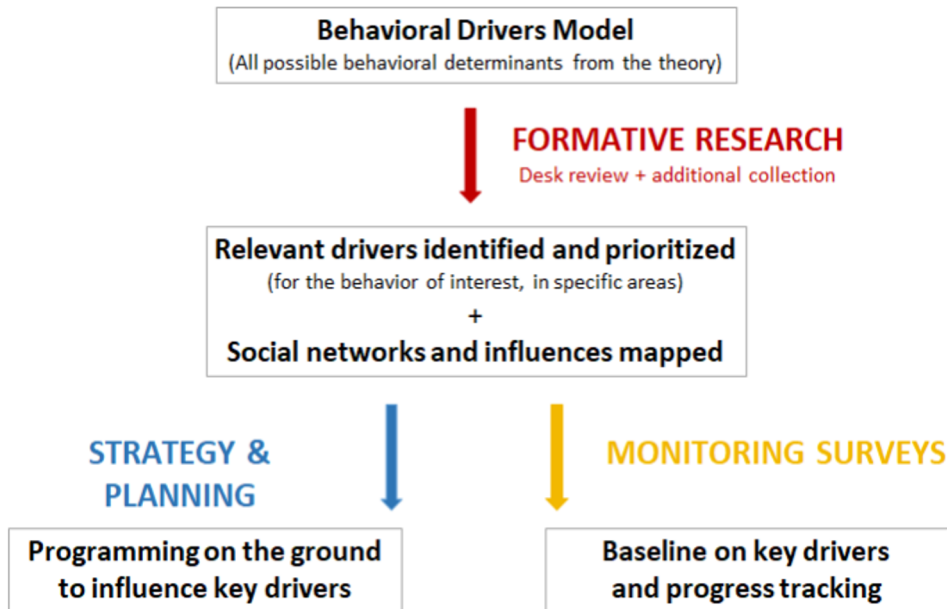 Behavioral Drivers Model
(All possible behavioral determinants from the theory)
FORMATIVE RESEARCH
Desk review + additional collection
Relevant drivers identified and prioritized
(for the behavior of interest, in specific areas)
+
Social networks and influences mapped
STRATEGY &
PLANNING
MONITORING SURVEYS
Programming on the ground
to influence key drivers
Baseline on key drivers
and progress tracking